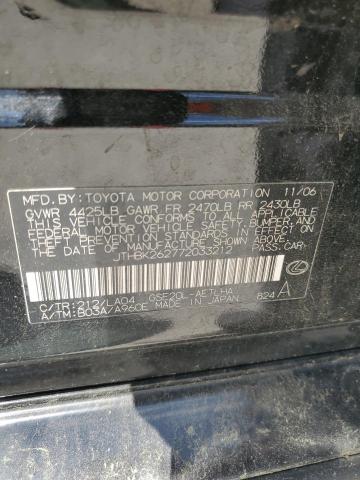 MFD.BY:TOYOTA MOTOR CORPORATION 11/06
GVWR 4425LB GAWR FR 2470LB RR 2430LB
THIS VEHICLE CONFORMS TO ALL APPLICABLE
FEDERAL MOTOR VEHICLE SAFETY, BUMPER, AND
THEFT PREVENTION STANDARDS IN EFFECT ON
THE DATE OF MANUFACTURE SHOWN ABOVE.
JTHBK262772033212 PASS.CAR
C/TR:212/LA04 GSE20L-AETLHA
A/TM:B03A/A960E MADE IN JAPAN 824 A